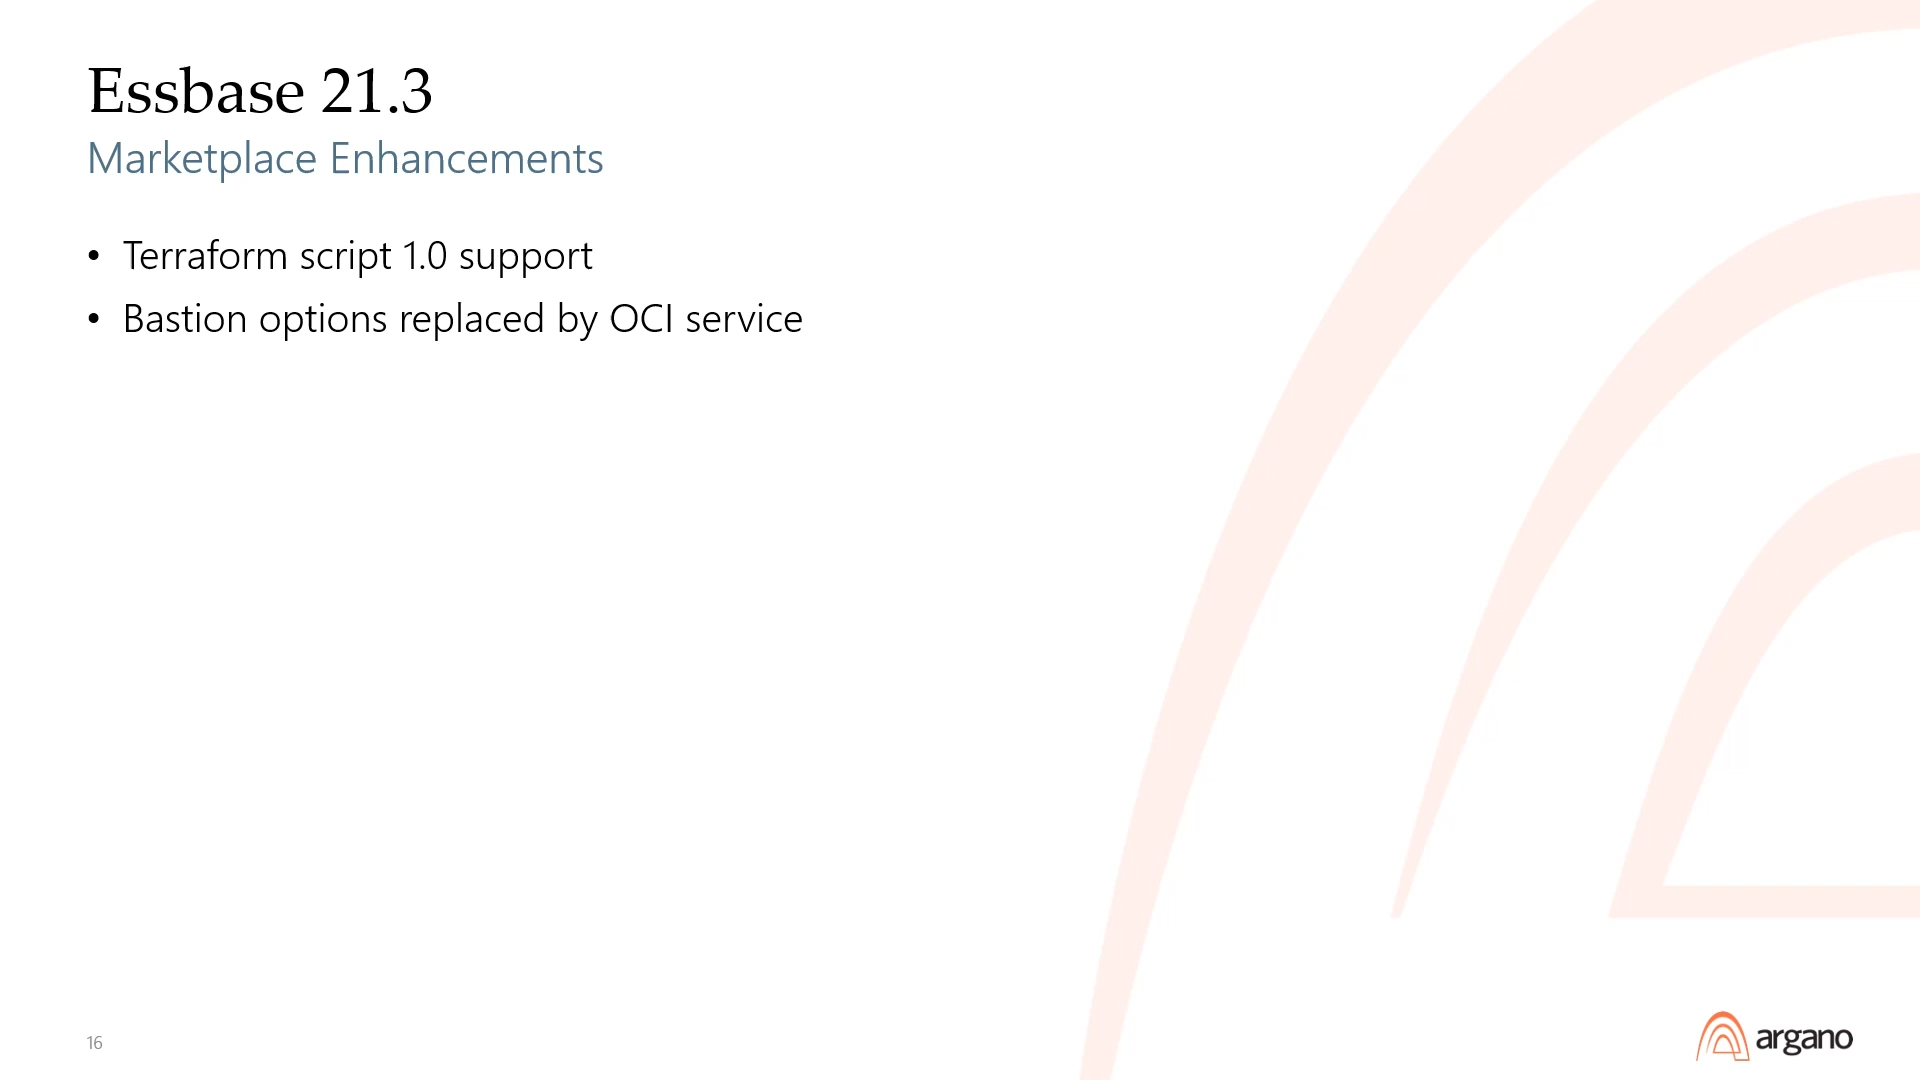 Essbase 21.3
Marketplace Enhancements
• Terraform script 1.0 support
• Bastion options replaced by OCI service
16
argano